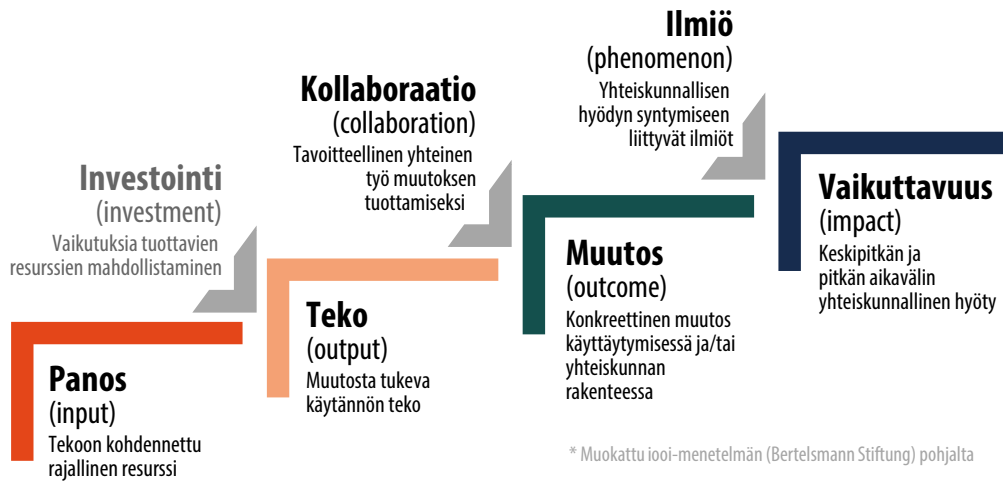 Investointi
(investment)
Vaikutuksia tuottavien
resurssien mahdollistaminen
Kollaboraatio
(collaboration)
Tavoitteellinen yhteinen
työ muutoksen
tuottamiseksi
Ilmiö
(phenomenon)
Yhteiskunnallisen
hyödyn syntymiseen
liittyvät ilmiöt
Panos
(input)
Tekoon kohdennettu
rajallinen resurssi
Teko
(output)
Muutosta tukeva
käytännön teko
Muutos
(outcome)
Konkreettinen muutos
käyttäytymisessä ja/tai
yhteiskunnan
rakenteessa
Vaikuttavuus
(impact)
Keskipitkän ja
pitkän aikavälin
yhteiskunnallinen hyöty
* Muokattu iooi-menetelmän (Bertelsmann Stiftung) pohjalta